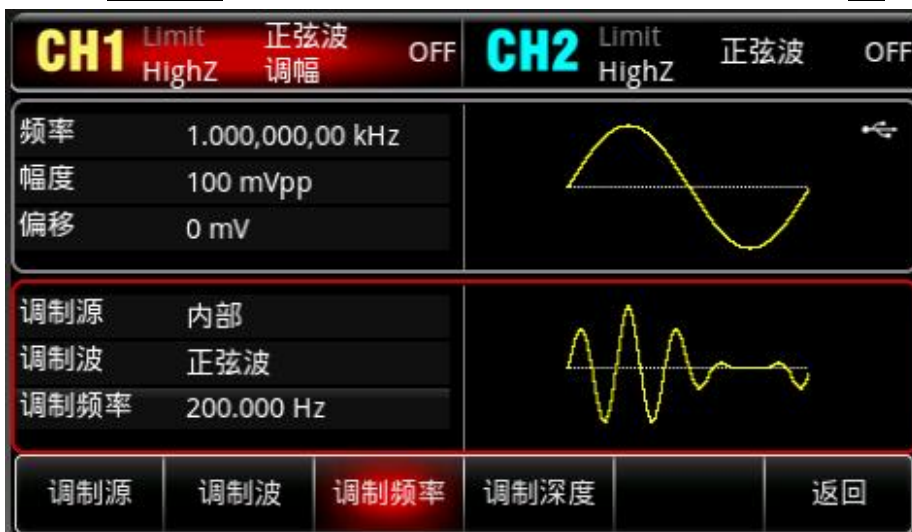 CH1 Limit 正弦波 OFF CH2 Limit 正弦波 OFF
HighZ 调幅 HighZ
频率 1.000,000,00 kHz
幅度 100 mVpp
偏移 0 mV
调制源 内部
调制波 正弦波
调制频率 200.000 Hz
调制源 调制波 调制频率 调制深度 返回